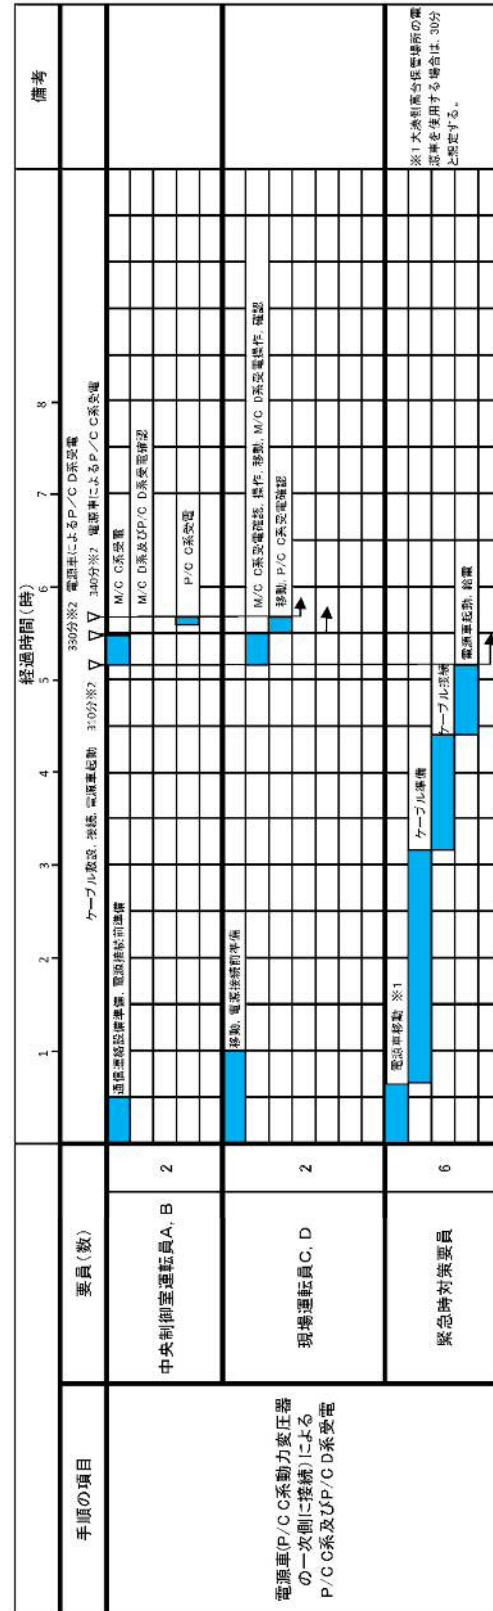 手順の項目
要員(数)
経過時間(時)
備考
1
2
3
4
5
6
7
8
ケーブル敷設, 接続, 電源車起動 310分※2
330分※2 電源車によるP/C D系受電
340分※2 電源車によるP/C C系受電
電源車(P/C C系動力変圧器
の一次側に接続)による
P/C C系及びP/C D系受電
中央制御室運転員A, B
2
通信連絡設備準備, 電源接続前準備
M/C C系受電
M/C D系及びP/C D系受電確認
P/C C系受電
現場運転員C, D
2
移動, 電源接続前準備
M/C C系受電確認, 操作, 移動, M/C D系受電操作, 確認
移動, P/C C系受電確認
緊急時対策要員
6
電源車移動 ※1
ケーブル準備
ケーブル接続
電源車起動, 給電
※1 大湊側高台保管場所の電
源車を使用する場合は, 30分
と想定する。